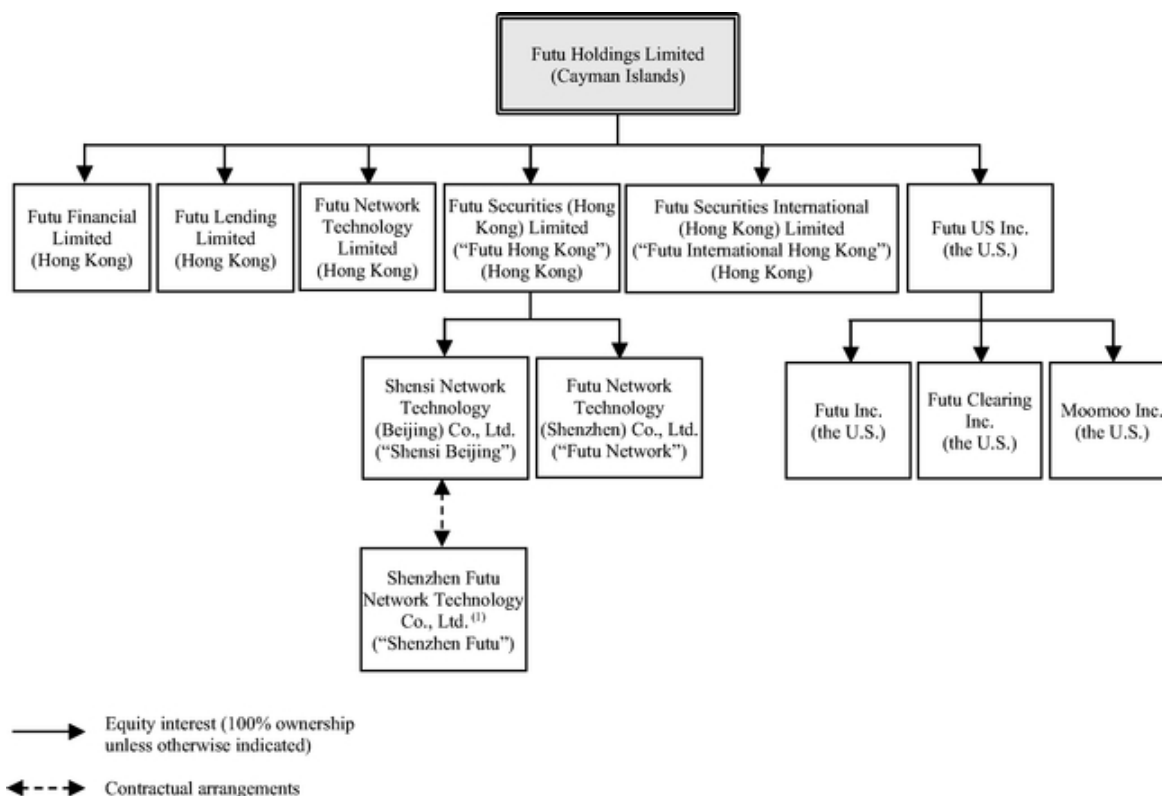 Futu Holdings Limited
(Cayman Islands)
Futu Financial
Limited
(Hong Kong)
Futu Lending
Limited
(Hong Kong)
Futu Network
Technology
Limited
(Hong Kong)
Futu Securities (Hong
Kong) Limited
(“Futu Hong Kong”)
(Hong Kong)
Futu Securities International
(Hong Kong) Limited
(“Futu International Hong Kong”)
(Hong Kong)
Futu US Inc.
(the U.S.)
Shensi Network
Technology
(Beijing) Co., Ltd.
(“Shensi Beijing”)
Futu Network
Technology
(Shenzhen) Co., Ltd.
(“Futu Network”)
Futu Inc.
(the U.S.)
Futu Clearing
Inc.
(the U.S.)
Moomoo Inc.
(the U.S.)
Shenzhen Futu
Network Technology
Co., Ltd. (1)
(“Shenzhen Futu”)
Equity interest (100% ownership
unless otherwise indicated)
Contractual arrangements